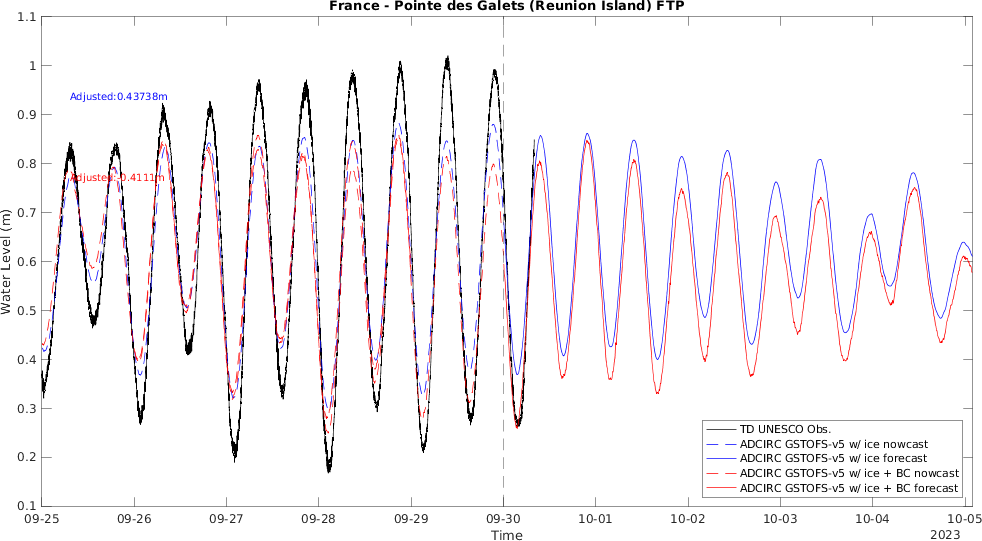 France - Pointe des Galets (Reunion Island) FTP
1.1
1
0.9
0.8
0.7
0.6
0.5
0.4
0.3
0.2
0.1
Water Level (m)
Adjusted:0.43738m
Adjusted:-0.4111m
TD UNESCO Obs.
ADCIRC GSTOFS-v5 w/ ice nowcast
ADCIRC GSTOFS-v5 w/ ice forecast
ADCIRC GSTOFS-v5 w/ ice + BC nowcast
ADCIRC GSTOFS-v5 w/ ice + BC forecast
09-25 09-26 09-27 09-28 09-29 09-30 10-01 10-02 10-03 10-04 10-05
Time 2023